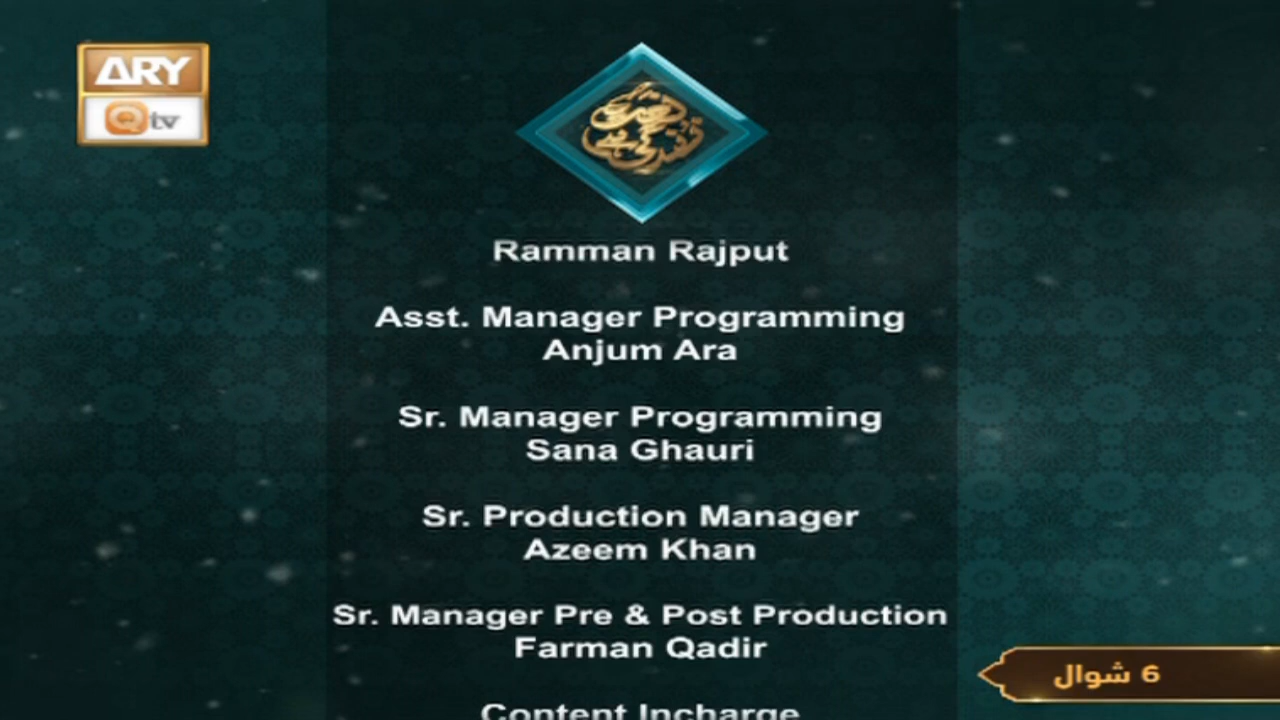 ARY
Qtv
Ramman Rajput
Asst. Manager Programming
Anjum Ara
Sr. Manager Programming
Sana Ghauri
Sr. Production Manager
Azeem Khan
Sr. Manager Pre & Post Production
Farman Qadir
Content Incharge
6 شوال